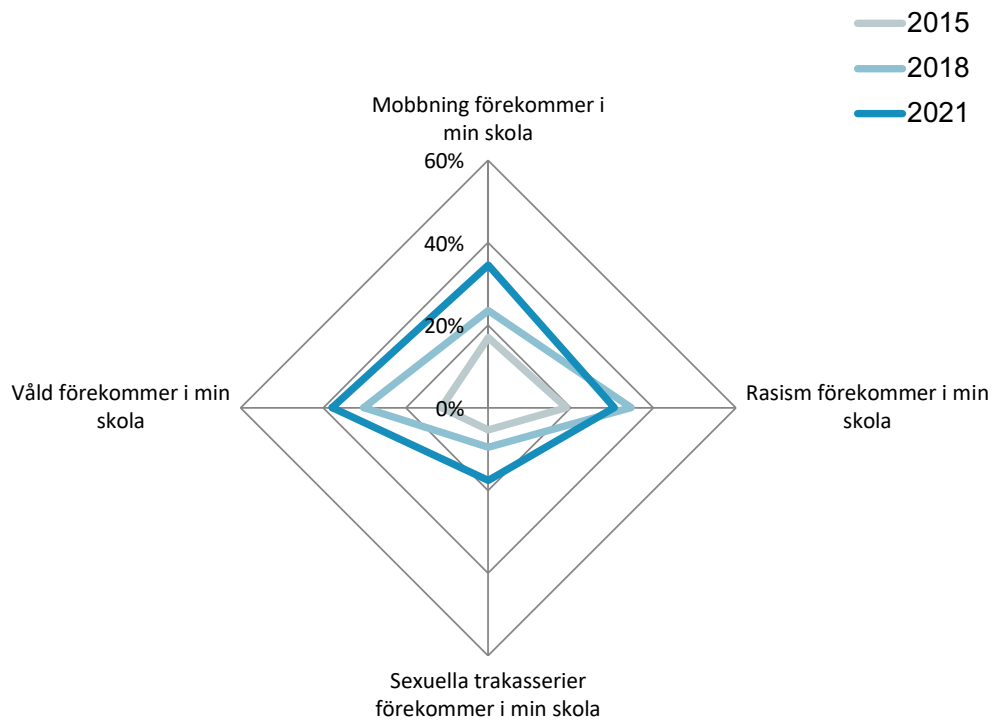 2015
2018
2021
Mobbning förekommer i
min skola
60%
40%
20%
0%
Våld förekommer i min
skola
Rasism förekommer i min
skola
Sexuella trakasserier
förekommer i min skola